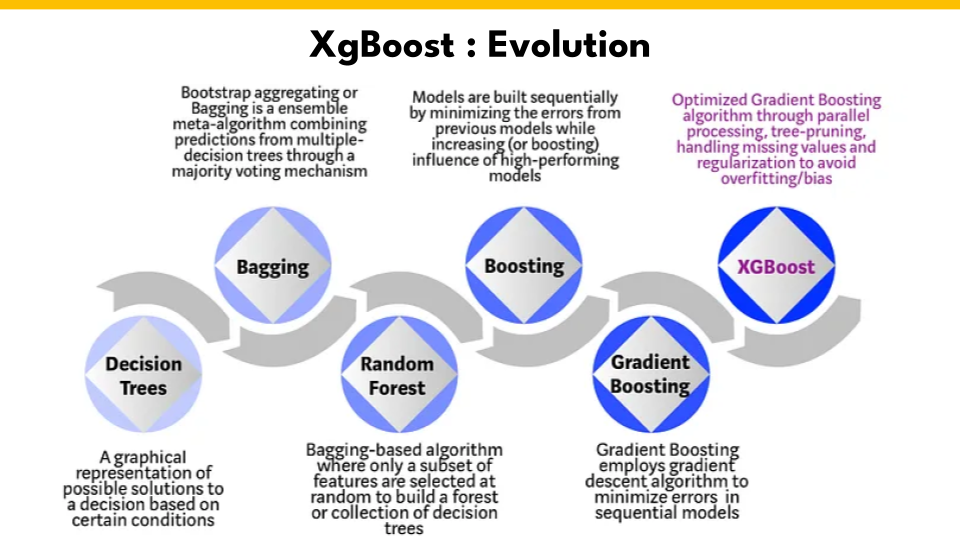 XgBoost : Evolution
Bootstrap aggregating or
Bagging is a ensemble
meta-algorithm combining
predictions from multiple-
decision trees through a
majority voting mechanism
Models are built sequentially
by minimizing the errors from
previous models while
increasing (or boosting)
influence of high-performing
models
Optimized Gradient Boosting
algorithm through parallel
processing, tree-pruning,
handling missing values and
regularization to avoid
overfitting/bias
Bagging
Boosting
XGBoost
Decision
Trees
Random
Forest
Gradient
Boosting
A graphical
representation of
possible solutions to
a decision based on
certain conditions
Bagging-based algorithm
where only a subset of
features are selected at
random to build a forest
or collection of decision
trees
Gradient Boosting
employs gradient
descent algorithm to
minimize errors in
sequential models